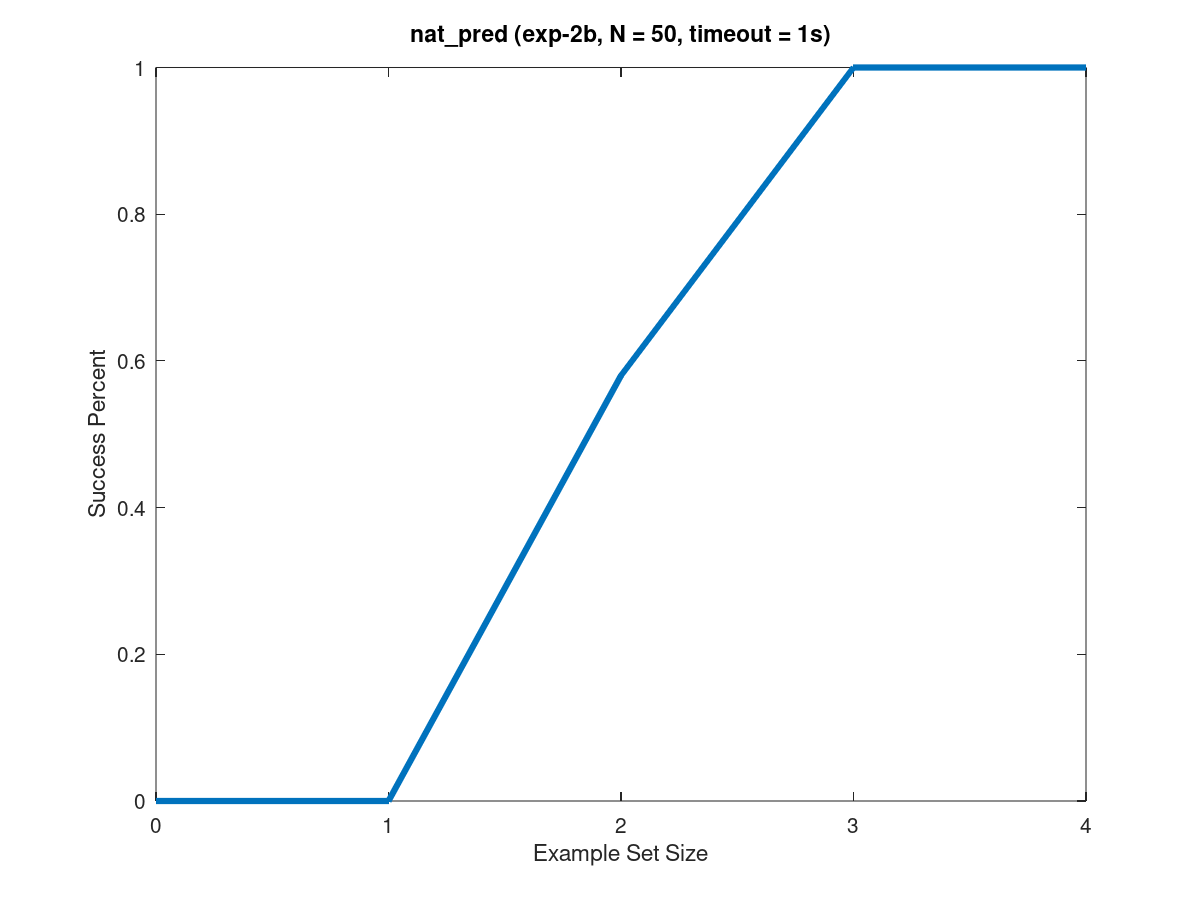 nat_pred (exp-2b, N = 50, timeout = 1s)
1
0.8
0.6
0.4
0.2
0
Success Percent
0 1 2 3 4
Example Set Size